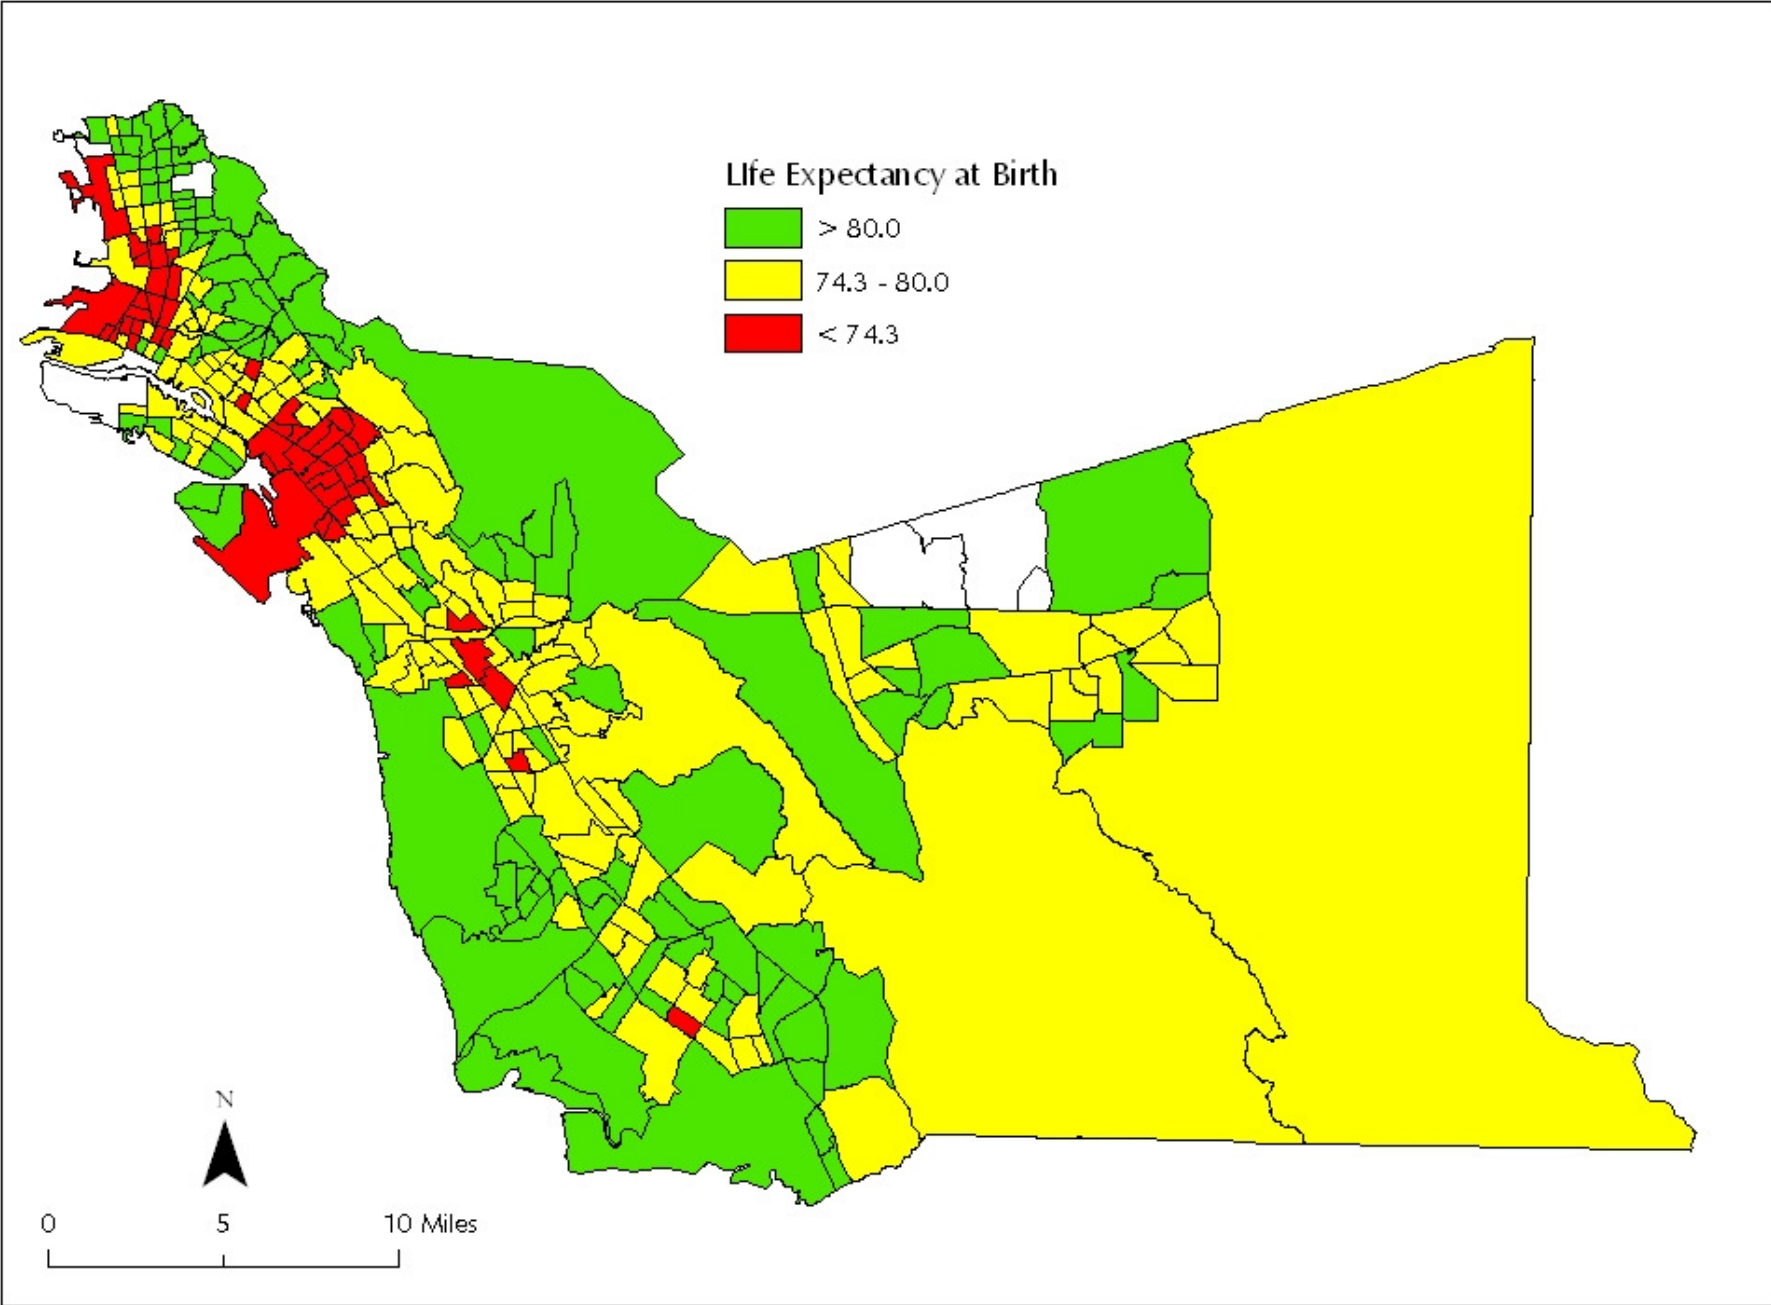 LIfe Expectancy at Birth
> 80.0
74.3 - 80.0
< 74.3
N
0 5 10 Miles